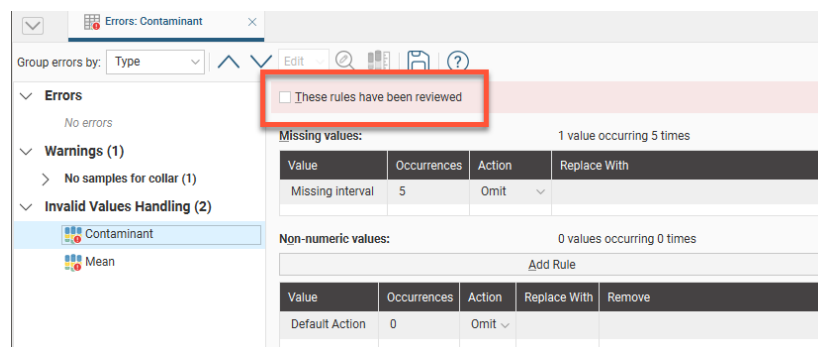 Errors: Contaminant
Group errors by: Type Edit
Errors
No errors
Warnings (1)
No samples for collar (1)
Invalid Values Handling (2)
Contaminant
Mean
These rules have been reviewed
Missing values: 1 value occurring 5 times
Value Occurrences Action Replace With
Missing interval 5 Omit
Non-numeric values: 0 values occurring 0 times
Add Rule
Value Occurrences Action Replace With Remove
Default Action 0 Omit